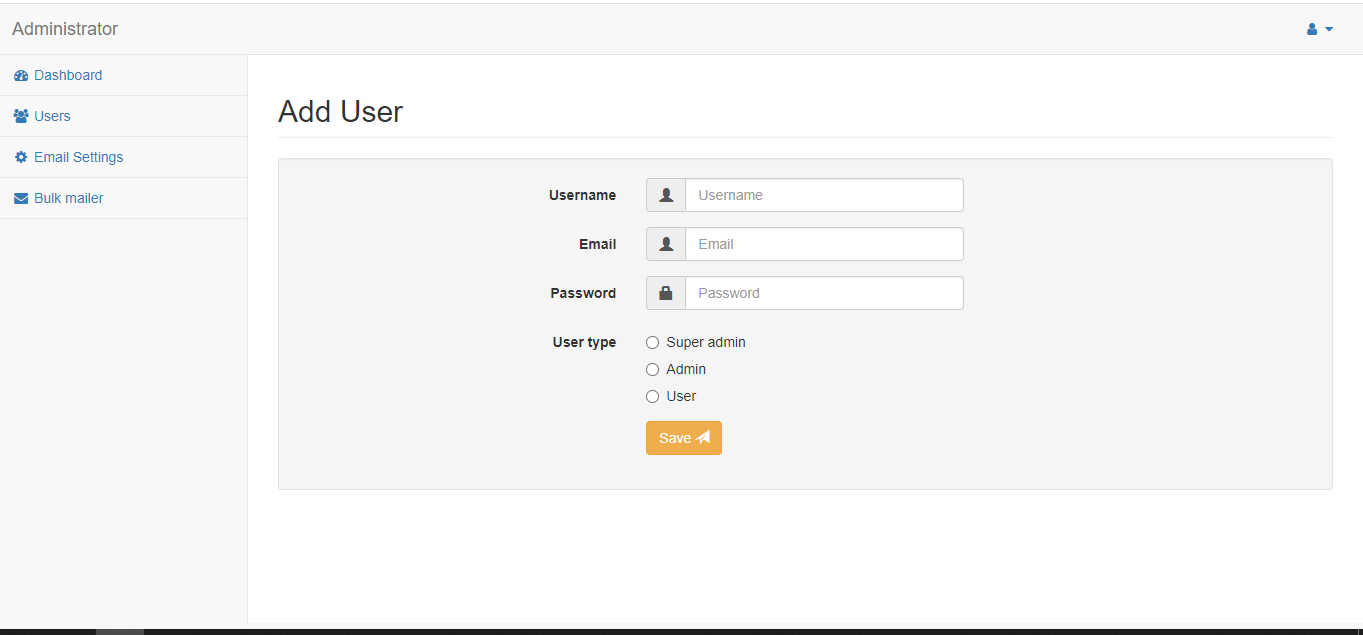 Administrator
Dashboard
Users
Email Settings
Bulk mailer
Add User
Username Username
Email Email
Password Password
User type Super admin
Admin
User
Save